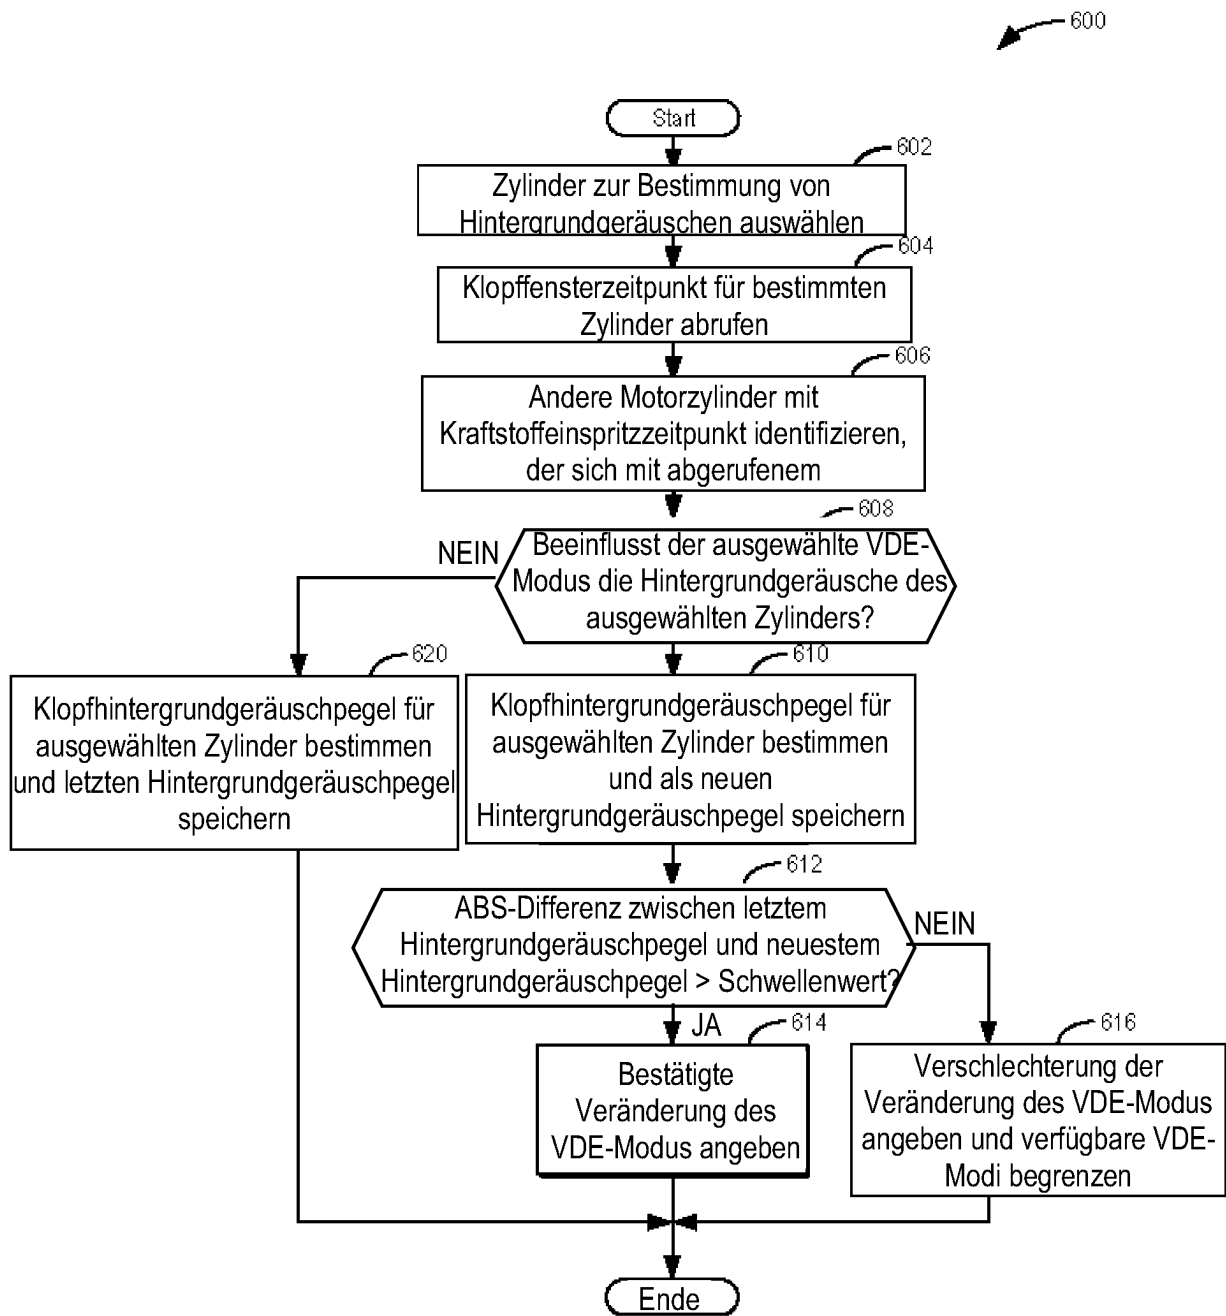 600
Start
602
Zylinder zur Bestimmung von
Hintergrundgeräuschen auswählen
604
Klopffensterzeitpunkt für bestimmten
Zylinder abrufen
606
Andere Motorzylinder mit
Kraftstoffeinspritzzeitpunkt identifizieren,
der sich mit abgerufenem
608
NEIN
Beeinflusst der ausgewählte VDE-
Modus die Hintergrundgeräusche des
ausgewählten Zylinders?
620
Klopfhintergrundgeräuschpegel für
ausgewählten Zylinder bestimmen
und letzten Hintergrundgeräuschpegel
speichern
610
Klopfhintergrundgeräuschpegel für
ausgewählten Zylinder bestimmen
und als neuen
Hintergrundgeräuschpegel speichern
612
ABS-Differenz zwischen letztem
Hintergrundgeräuschpegel und neuestem
Hintergrundgeräuschpegel > Schwellenwert?
NEIN
JA
614
Bestätigte
Veränderung des
VDE-Modus angeben
616
Verschlechterung der
Veränderung des VDE-Modus
angeben und verfügbare VDE-
Modi begrenzen
Ende